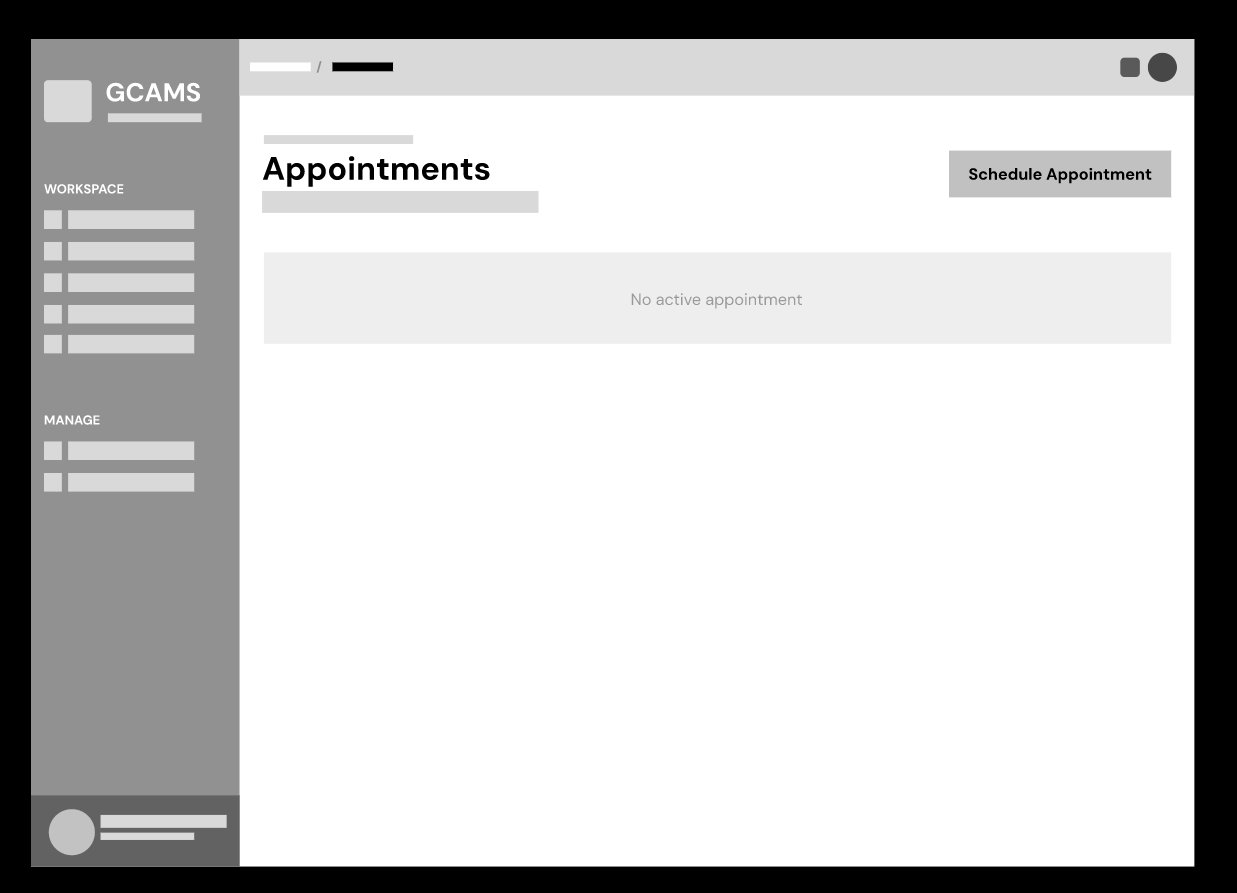 GCAMS
/
Appointments
Schedule Appointment
WORKSPACE
No active appointment
MANAGE